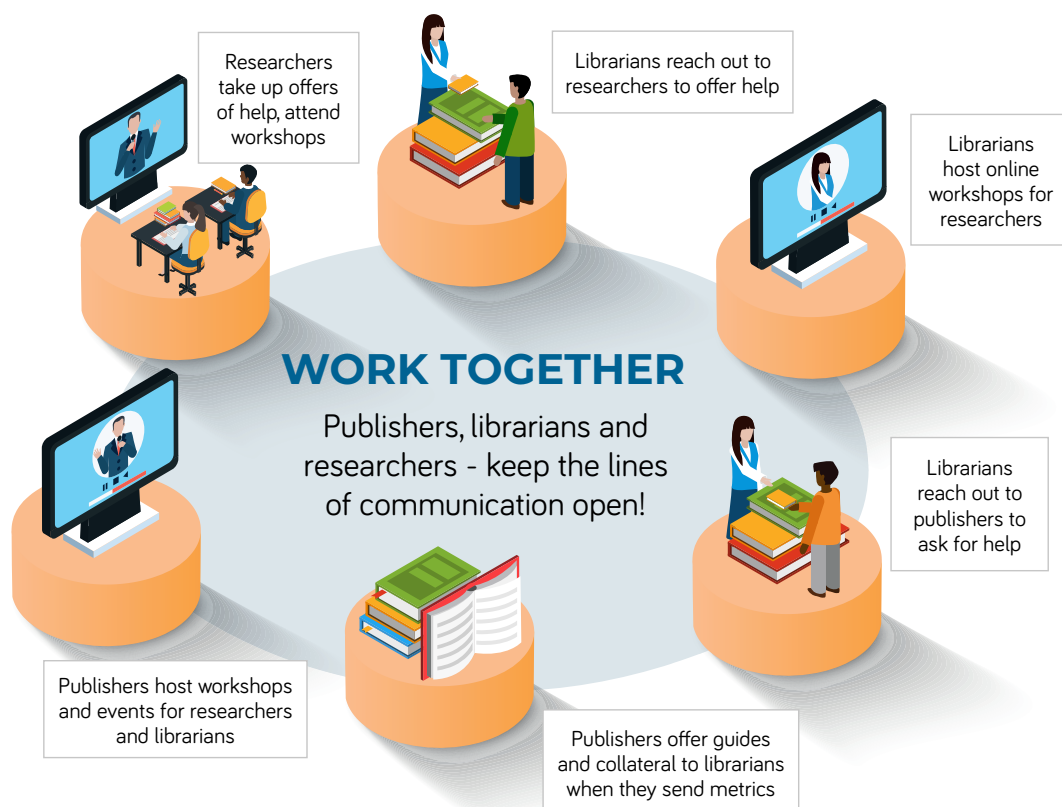 Researchers
take up offers
of help, attend
workshops
Librarians reach out to
researchers to offer help
Librarians
host online
workshops for
researchers
WORK TOGETHER
Publishers, librarians and
researchers - keep the lines
of communication open!
Librarians
reach out to
publishers to
ask for help
Publishers host workshops
and events for researchers
and librarians
Publishers offer guides
and collateral to librarians
when they send metrics